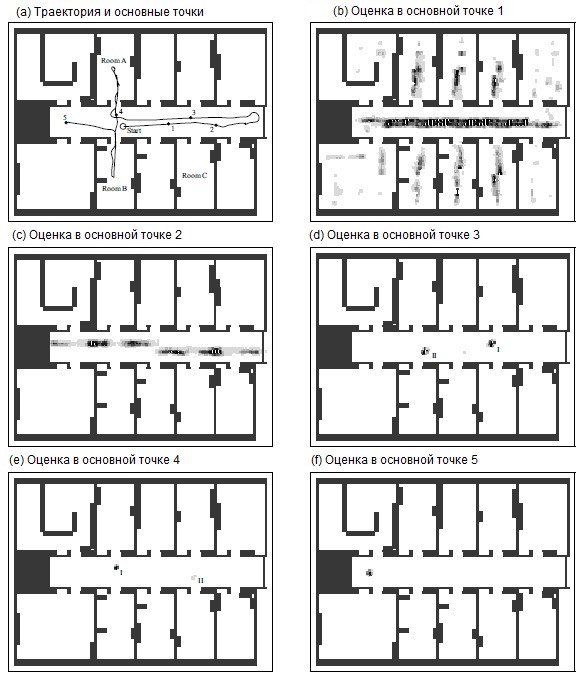 (a) Траектория и основные точки
(b) Оценка в основной точке 1
Room A
5
4
3
Start
1
2
Room C
Room B
(c) Оценка в основной точке 2
(d) Оценка в основной точке 3
II
I
(e) Оценка в основной точке 4
(f) Оценка в основной точке 5
I
II